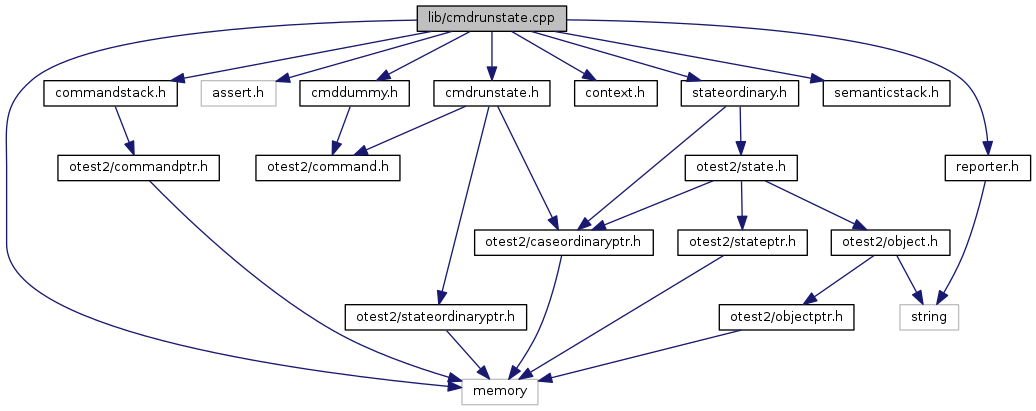 lib/cmdrunstate.cpp
commandstack.h
assert.h
cmddummy.h
cmdrunstate.h
context.h
stateordinary.h
semanticstack.h
otest2/commandptr.h
otest2/command.h
otest2/state.h
reporter.h
otest2/caseordinaryptr.h
otest2/stateptr.h
otest2/object.h
otest2/stateordinaryptr.h
otest2/objectptr.h
string
memory